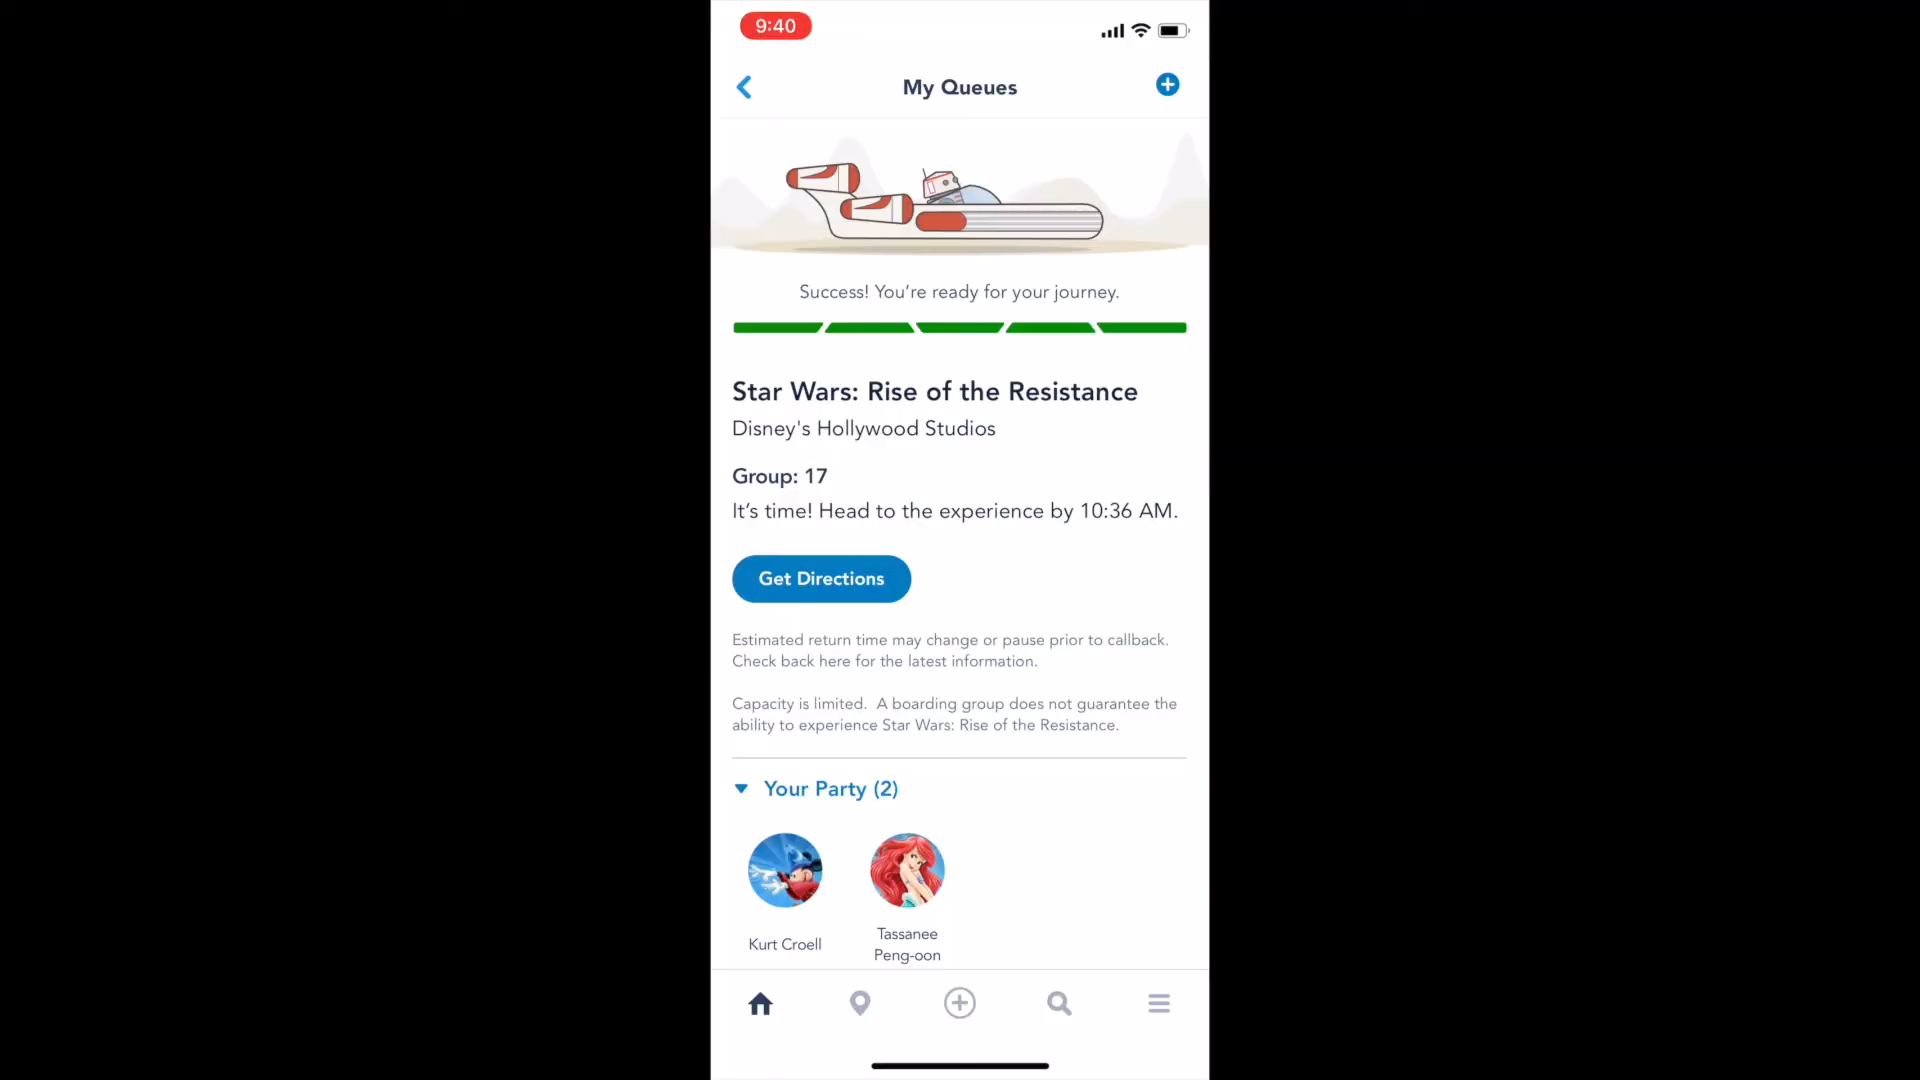 9:40
My Queues
Success! You’re ready for your journey.
Star Wars: Rise of the Resistance
Disney's Hollywood Studios
Group: 17
It’s time! Head to the experience by 10:36 AM.
Get Directions
Estimated return time may change or pause prior to callback.
Check back here for the latest information.
Capacity is limited.  A boarding group does not guarantee the
ability to experience Star Wars: Rise of the Resistance.
Your Party (2)
Kurt Croell
Tassanee
Peng-oon